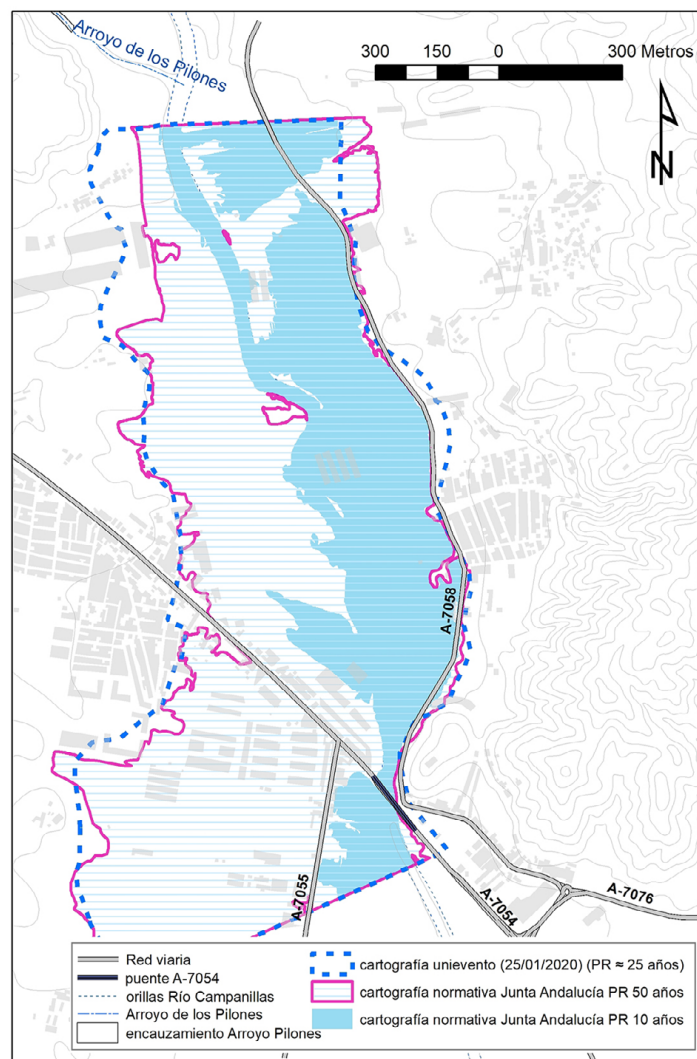 Arroyo de los Pilones
300 150 0 300 Metros
N
A-7058
A-7055
A-7054
A-7076
Red viaria
puente A-7054
orillas Río Campanillas
Arroyo de los Pilones
encauzamiento Arroyo Pilones
cartografía unievento (25/01/2020) (PR ≈ 25 años)
cartografía normativa Junta Andalucía PR 50 años
cartografía normativa Junta Andalucía PR 10 años